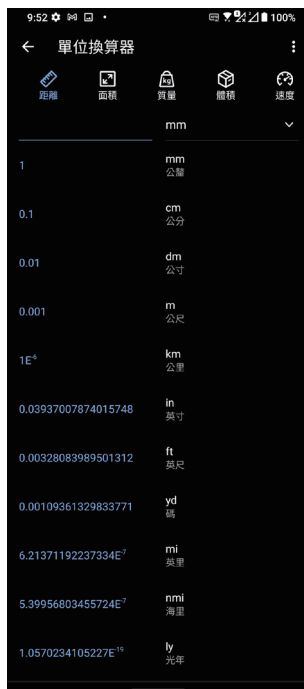 9:52 100%
單位換算器
距離 面積 質量 體積 速度
mm
1 mm
公釐
0.1 cm
公分
0.01 dm
公寸
0.001 m
公尺
1E⁻⁶ km
公里
0.03937007874015748 in
英寸
0.00328083989501312 ft
英尺
0.00109361329833771 yd
碼
6.21371192237334E⁻⁷ mi
英里
5.39956803455724E⁻⁷ nmi
海里
1.0570234105227E⁻¹⁹ ly
光年